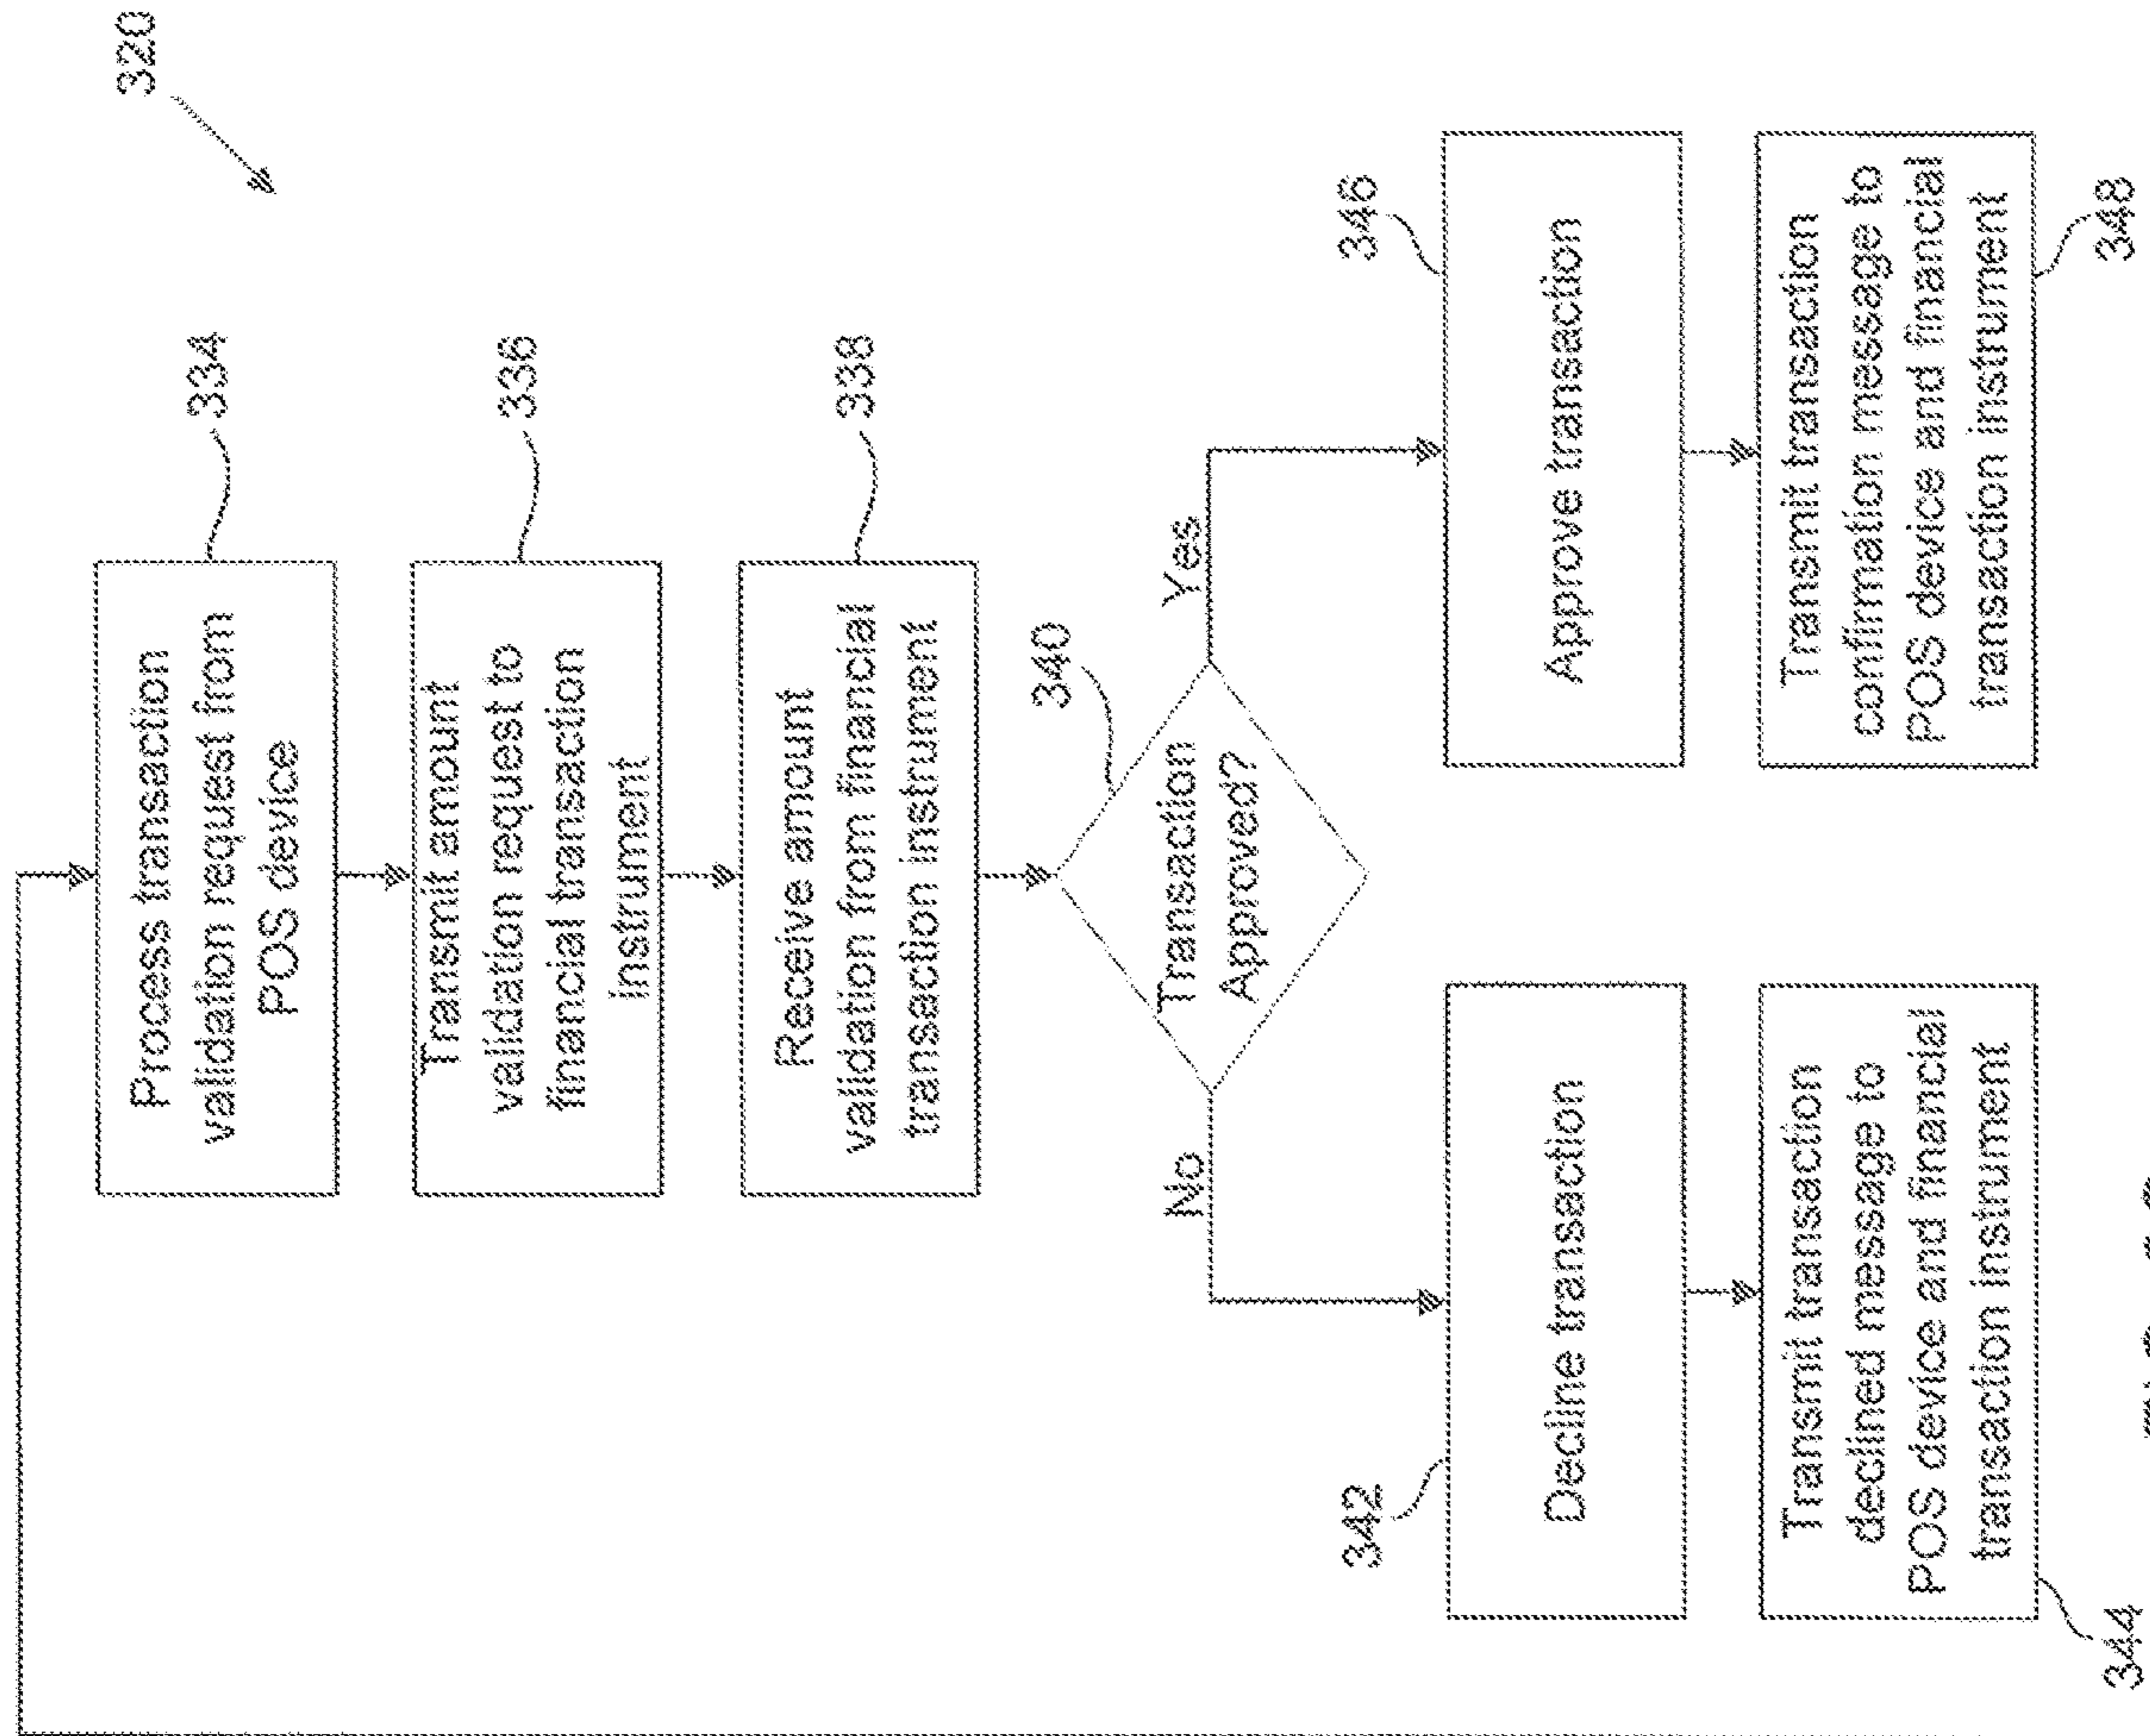 320
334
Process transaction
validation request from
POS device
336
Transmit amount
validation request to
financial transaction
instrument
338
Receive amount
validation from financial
transaction instrument
340
Transaction
Approved?
No
Yes
342
Decline transaction
346
Approve transaction
Transmit transaction
declined message to
POS device and financial
transaction instrument
344
Transmit transaction
confirmation message to
POS device and financial
transaction instrument
348